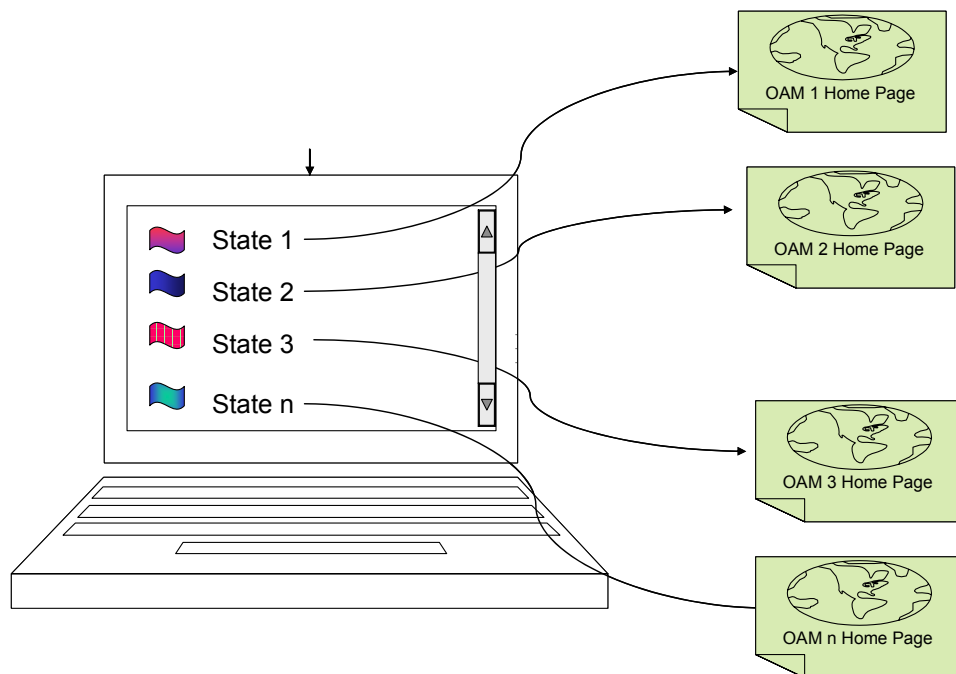 OAM 1 Home Page
OAM 2 Home Page
State 1
State 2
State 3
State n
OAM 3 Home Page
OAM n Home Page